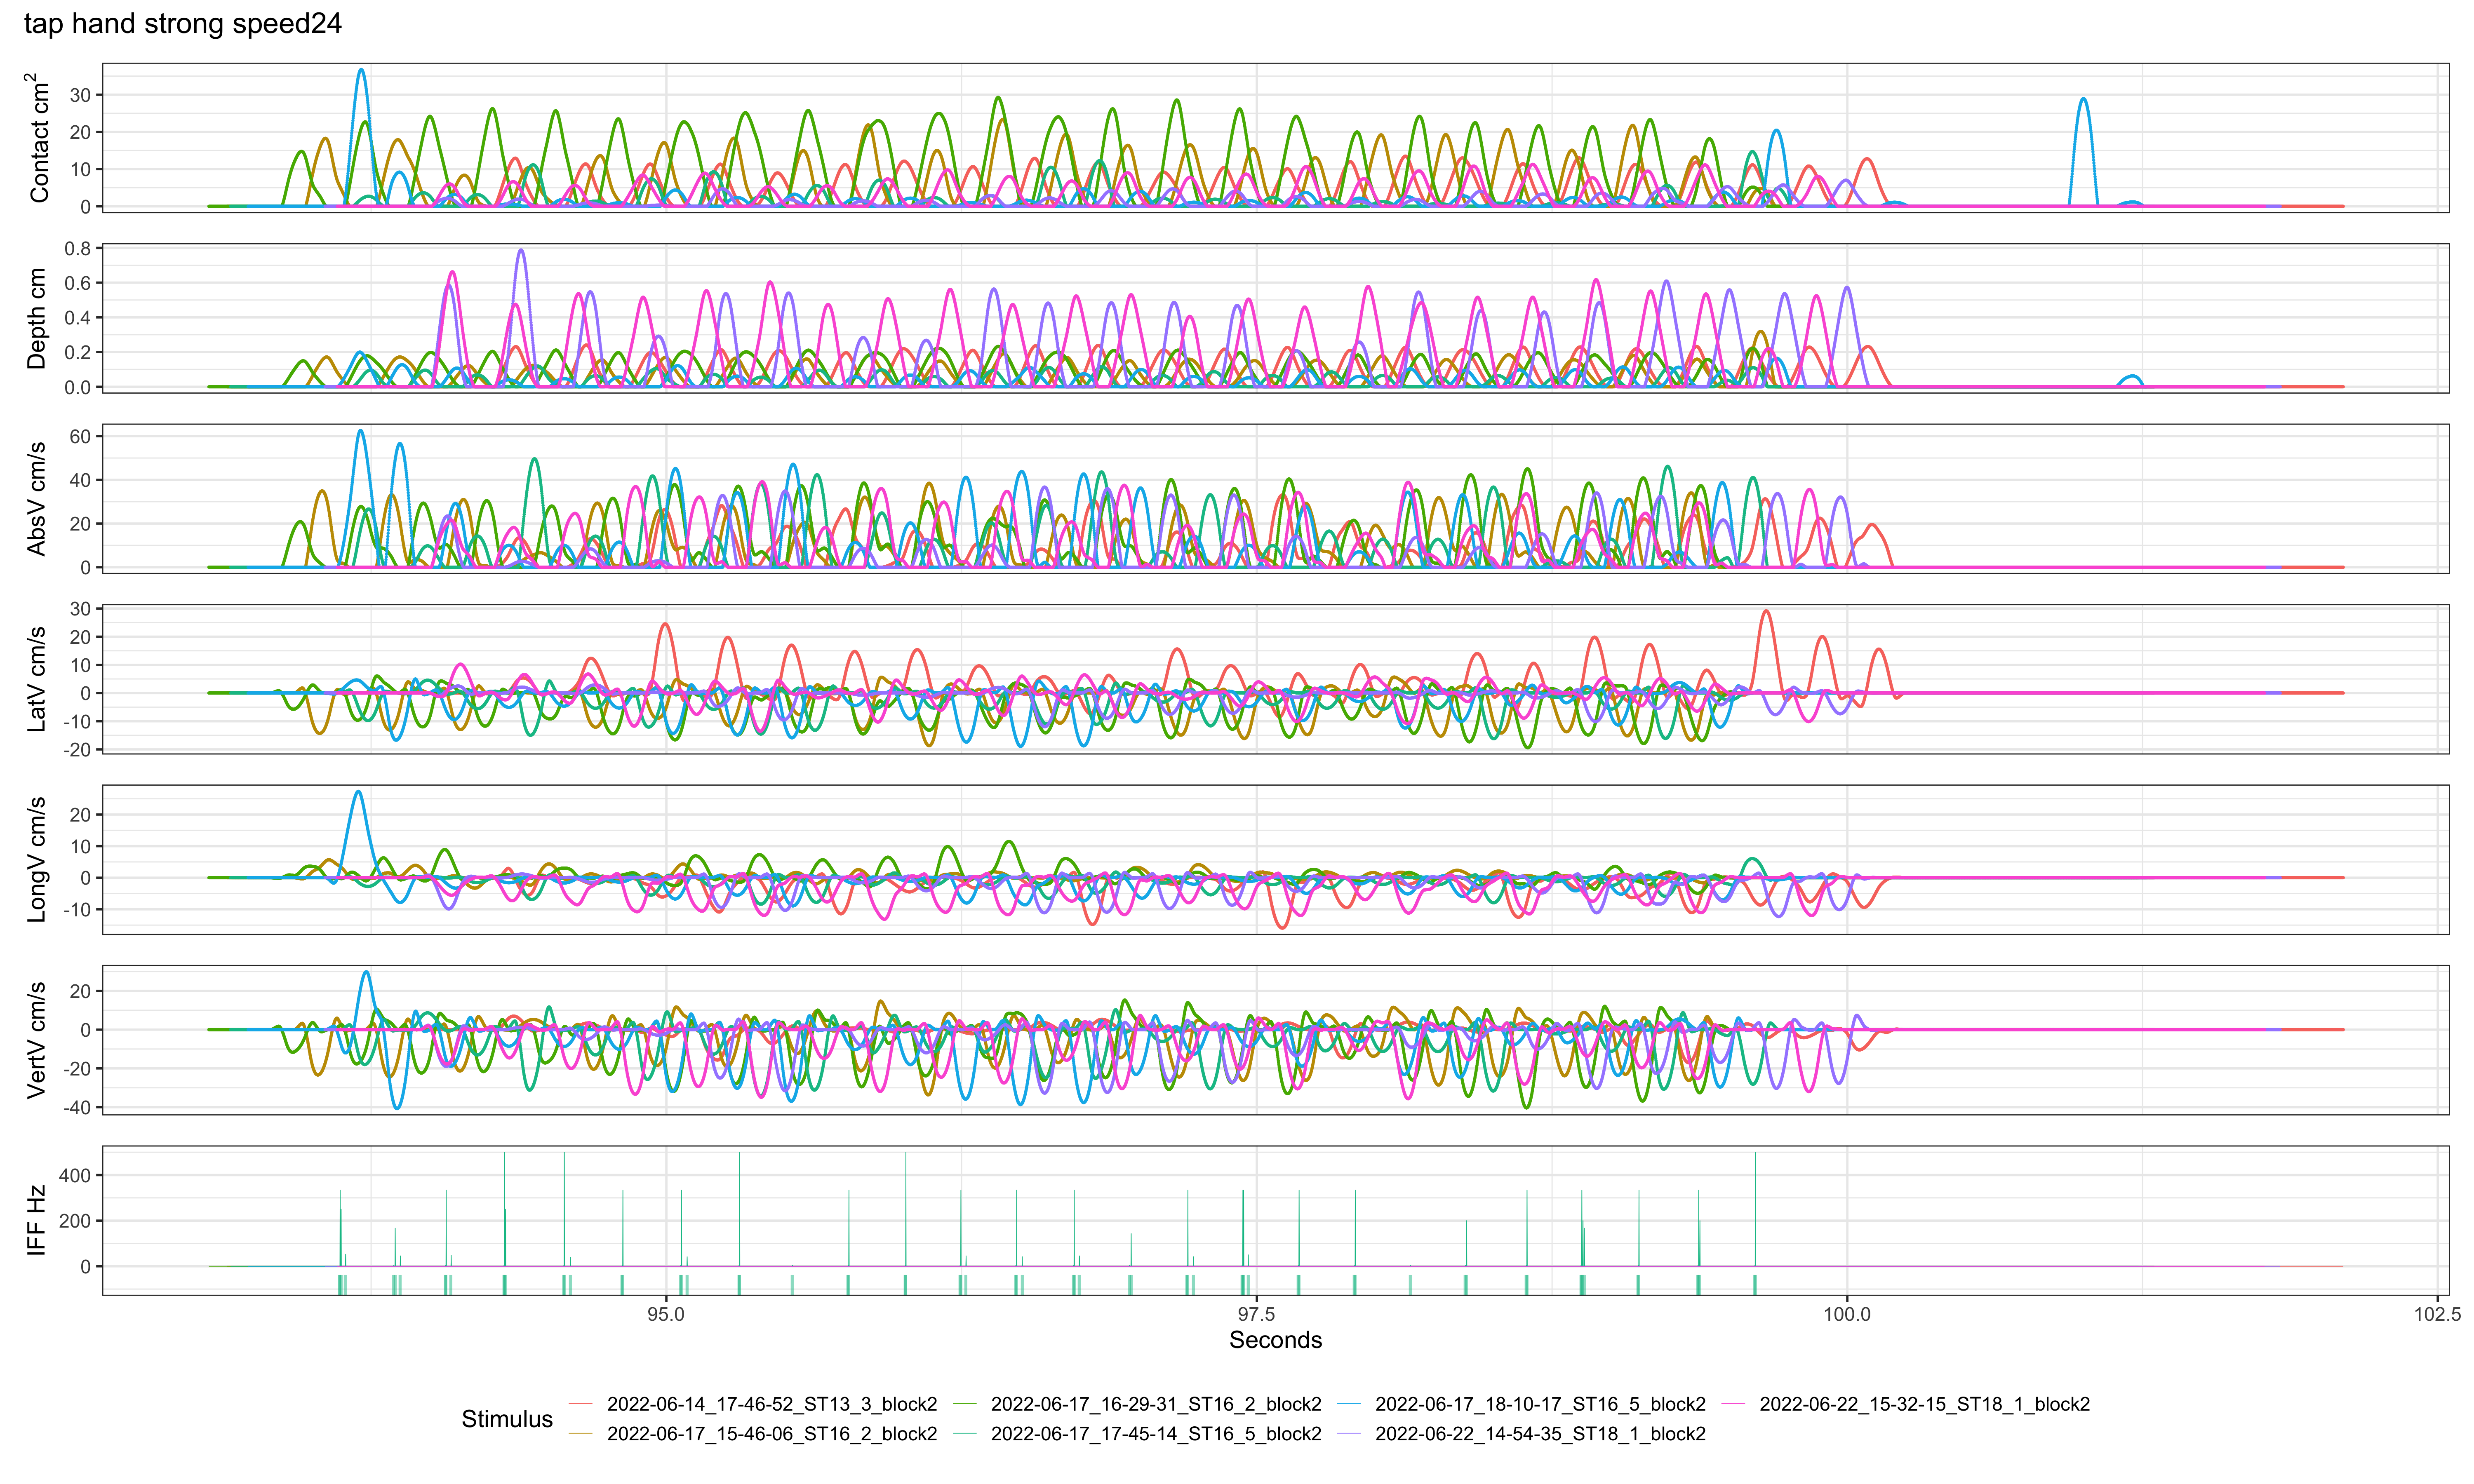 tap hand strong speed24
Contact cm²
30
20
10
0
Depth cm
0.8
0.6
0.4
0.2
0.0
AbsV cm/s
60
40
20
0
LatV cm/s
30
20
10
0
-10
-20
LongV cm/s
20
10
0
-10
VertV cm/s
20
0
-20
-40
IFF Hz
400
200
0
95.0 97.5 100.0 102.5
Seconds
Stimulus
2022-06-14_17-46-52_ST13_3_block2 2022-06-17_16-29-31_ST16_2_block2 2022-06-17_18-10-17_ST16_5_block2 2022-06-22_15-32-15_ST18_1_block2
2022-06-17_15-46-06_ST16_2_block2 2022-06-17_17-45-14_ST16_5_block2 2022-06-22_14-54-35_ST18_1_block2